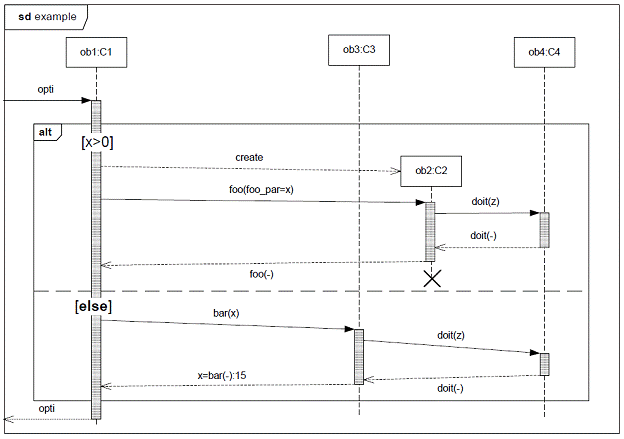 sd example
ob1:C1
ob3:C3
ob4:C4
opti
alt
[x>0]
create
ob2:C2
foo(foo_par=x)
doit(z)
doit(-)
foo(-)
[else]
bar(x)
doit(z)
x=bar(-):15
doit(-)
opti